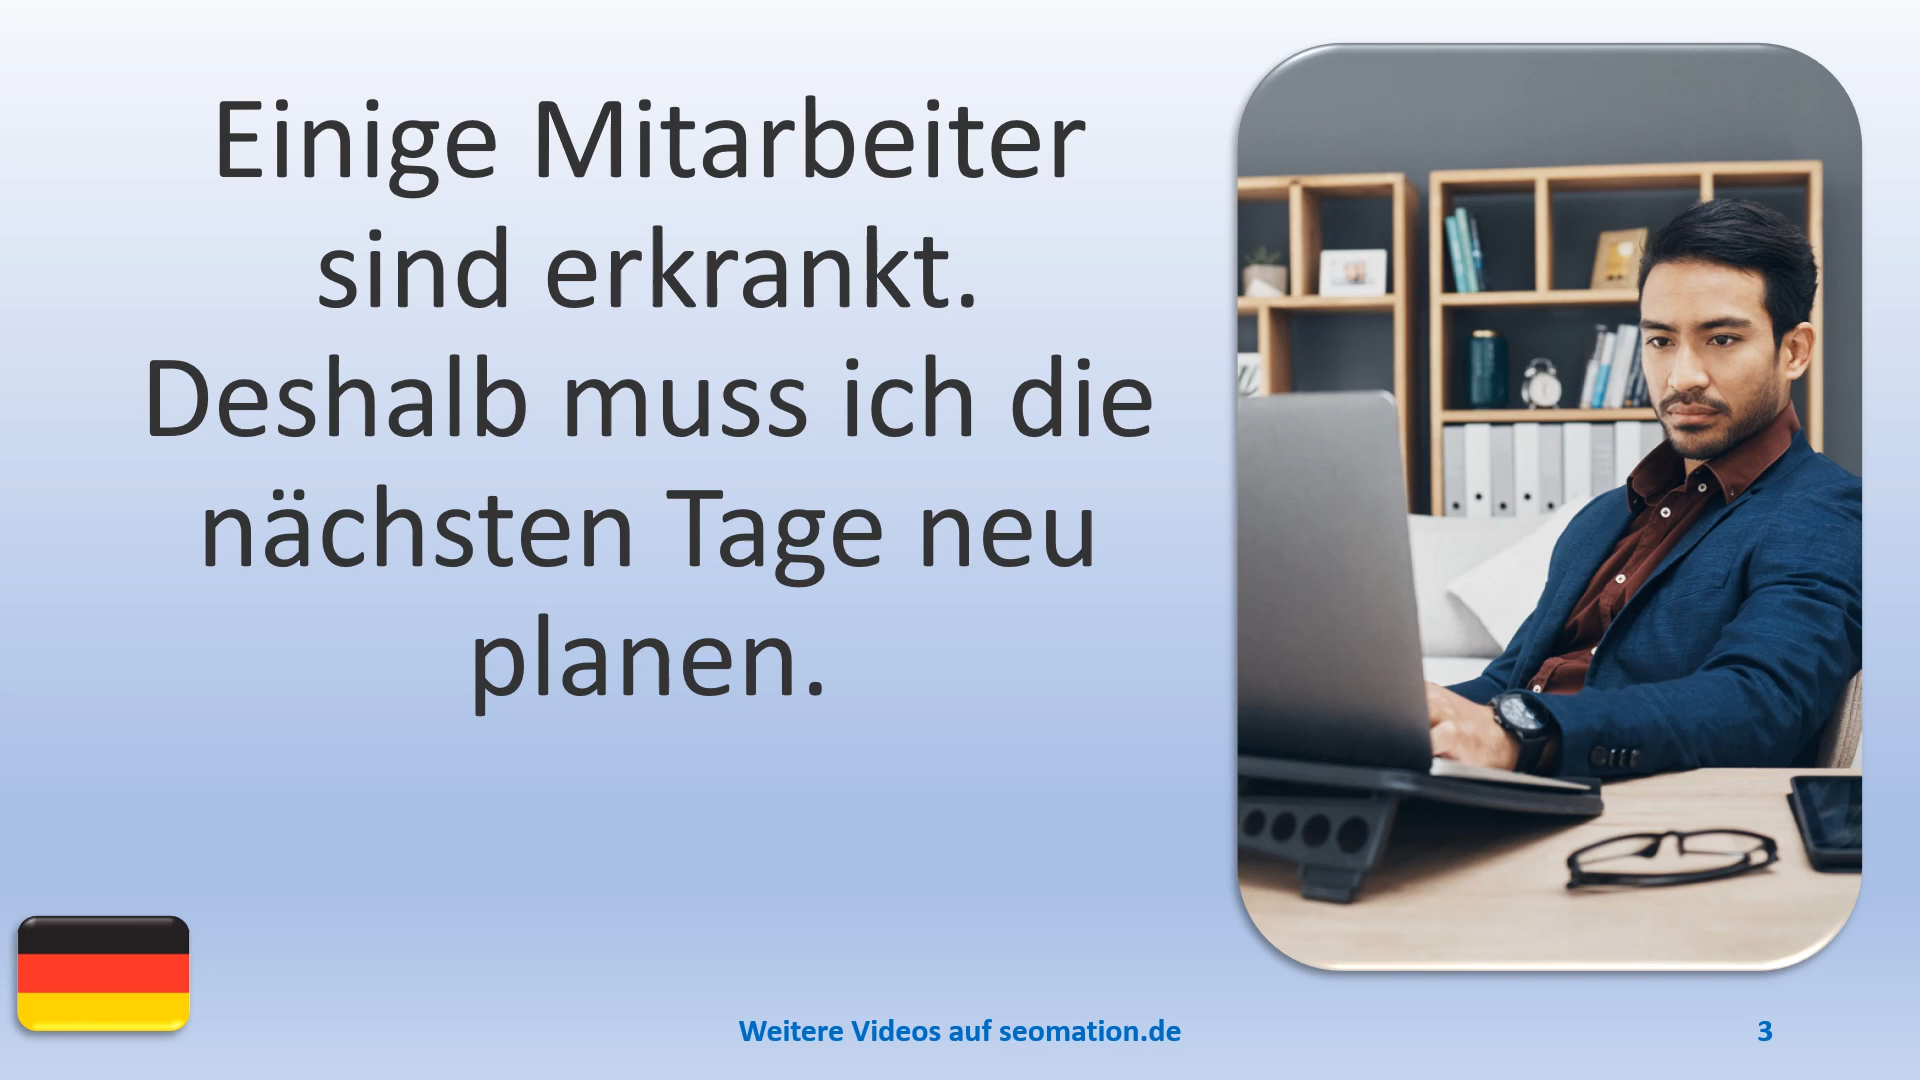 Einige Mitarbeiter
sind erkrankt.
Deshalb muss ich die
nächsten Tage neu
planen.
Weitere Videos auf seomation.de
3